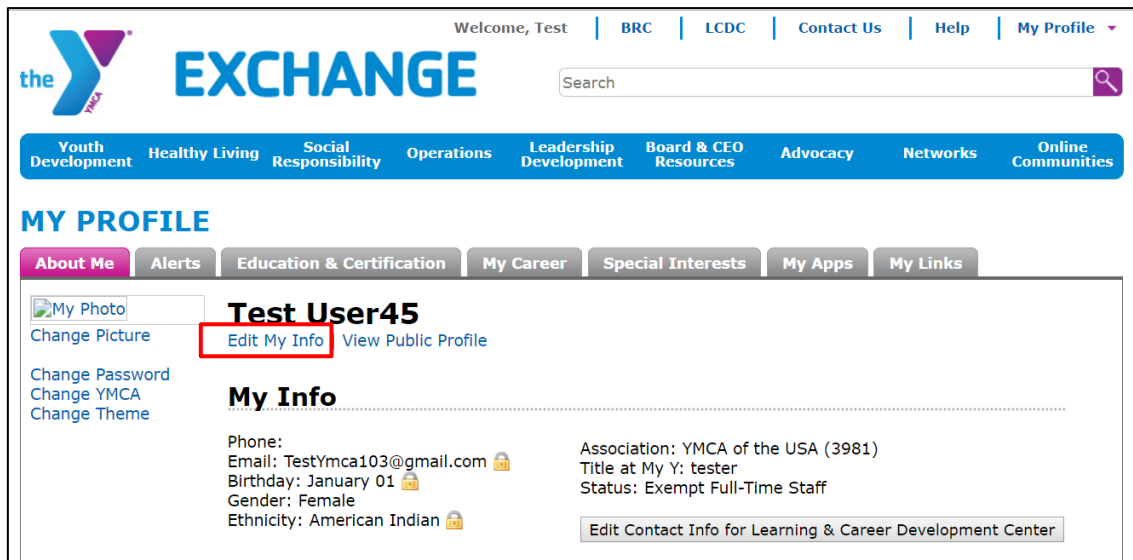 Welcome, Test | BRC | LCDC | Contact Us | Help | My Profile
the YMCA EXCHANGE
Search
Youth Development Healthy Living Social Responsibility Operations Leadership Development Board & CEO Resources Advocacy Networks Online Communities
MY PROFILE
About Me Alerts Education & Certification My Career Special Interests My Apps My Links
My Photo
Change Picture
Change Password
Change YMCA
Change Theme
Test User45
Edit My Info | View Public Profile
My Info
Phone:
Email: TestYmca103@gmail.com
Birthday: January 01
Gender: Female
Ethnicity: American Indian
Association: YMCA of the USA (3981)
Title at My Y: tester
Status: Exempt Full-Time Staff
Edit Contact Info for Learning & Career Development Center